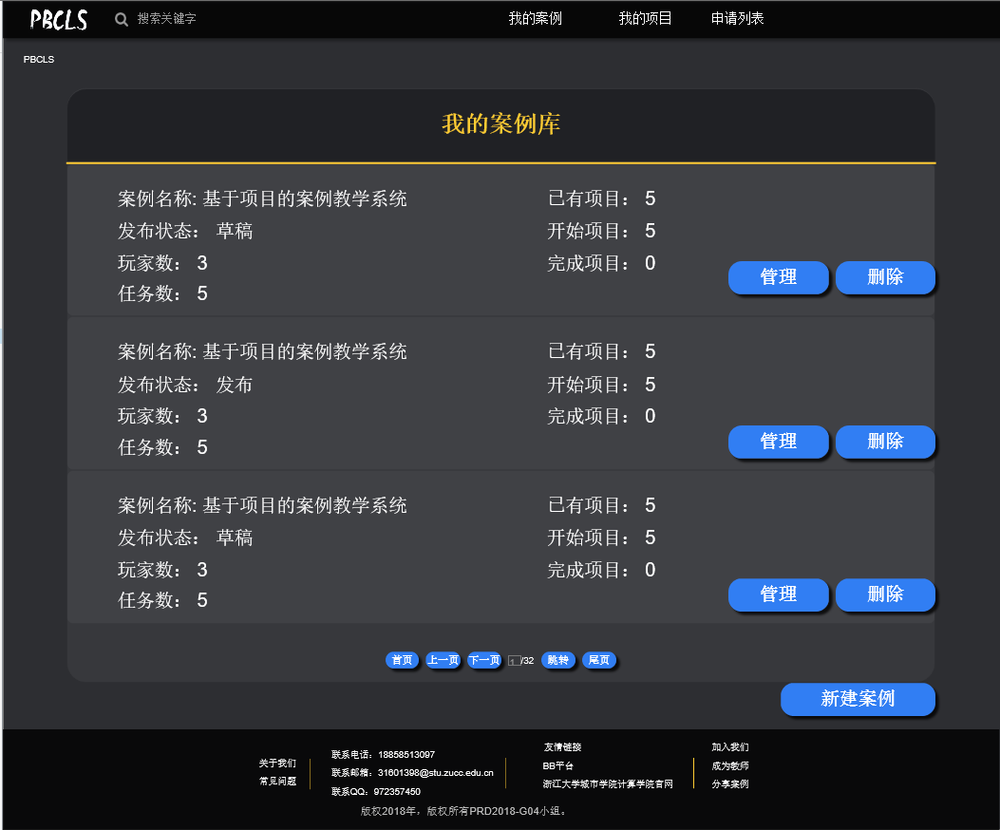 PBCLS 搜索关键字 我的案例 我的项目 申请列表
PBCLS
我的案例库
案例名称: 基于项目的案例教学系统 已有项目： 5
发布状态： 草稿 开始项目： 5
玩家数： 3 完成项目： 0
管理 删除
任务数： 5
案例名称: 基于项目的案例教学系统 已有项目： 5
发布状态： 发布 开始项目： 5
玩家数： 3 完成项目： 0
管理 删除
任务数： 5
案例名称: 基于项目的案例教学系统 已有项目： 5
发布状态： 草稿 开始项目： 5
玩家数： 3 完成项目： 0
管理 删除
任务数： 5
首页 上一页 下一页 1/32 跳转 尾页
新建案例
关于我们
常见问题
联系电话：18858513097
联系邮箱：31601398@stu.zucc.edu.cn
联系QQ：972357450
友情链接
BB平台
浙江大学城市学院计算学院官网
加入我们
成为教师
分享案例
版权2018年，版权所有PRD2018-G04小组。